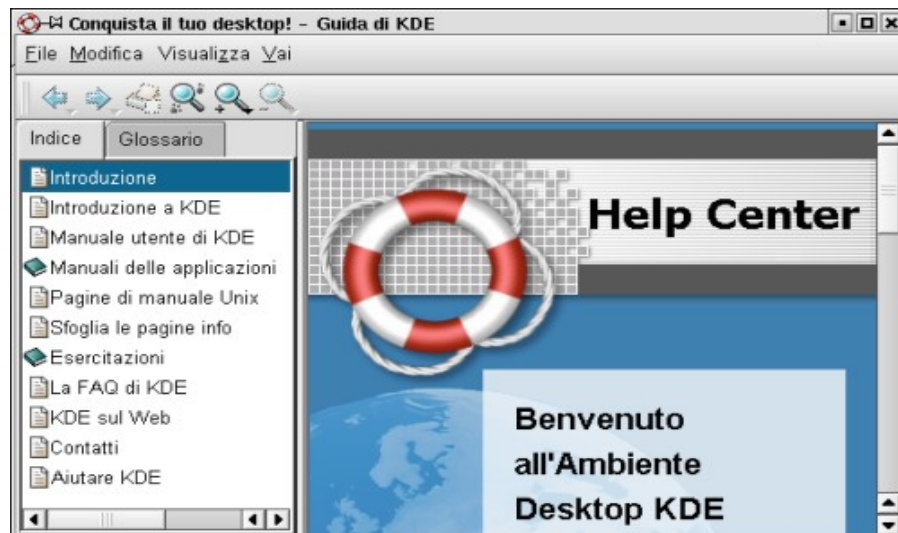 Conquista il tuo desktop! - Guida di KDE
File Modifica Visualizza Vai
Indice Glossario
Introduzione
Introduzione a KDE
Manuale utente di KDE
Manuali delle applicazioni
Pagine di manuale Unix
Sfoglia le pagine info
Esercitazioni
La FAQ di KDE
KDE sul Web
Contatti
Aiutare KDE
Help Center
Benvenuto
all'Ambiente
Desktop KDE